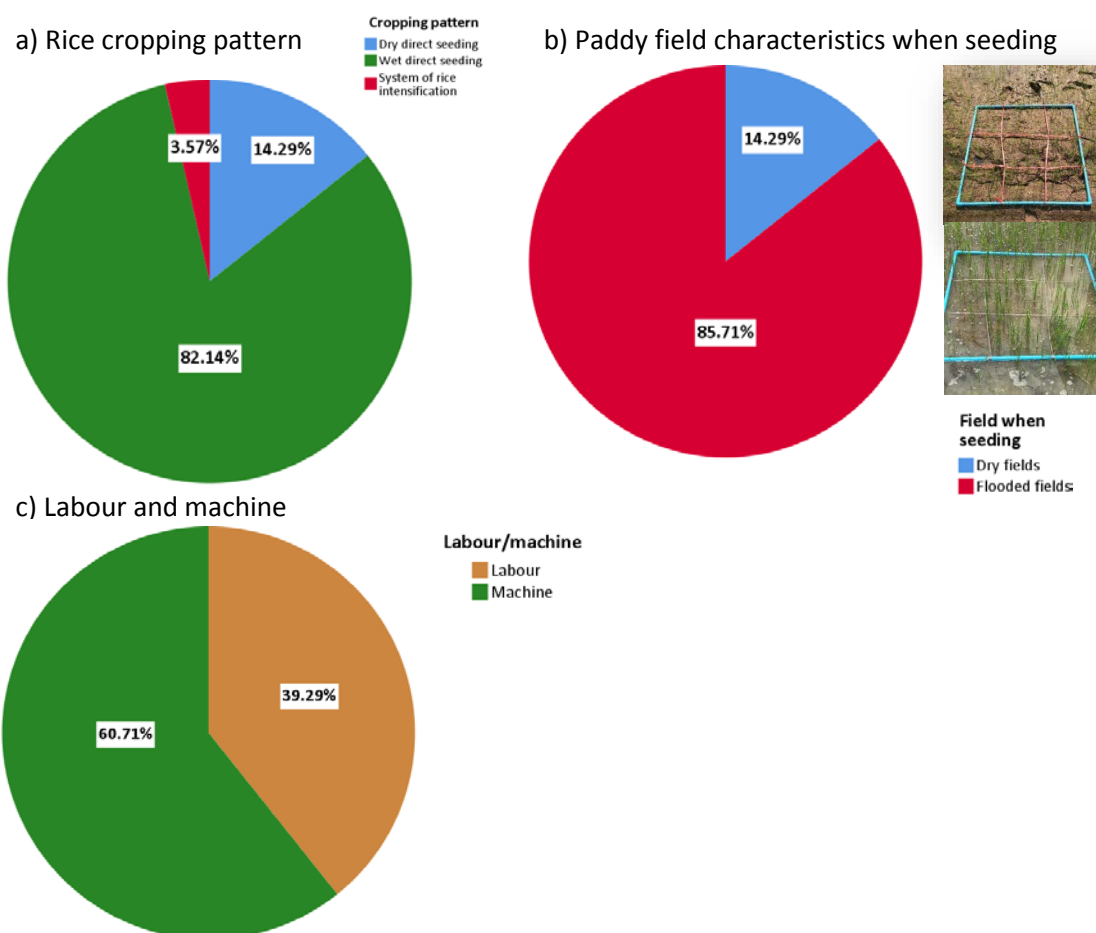 a) Rice cropping pattern
Cropping pattern
Dry direct seeding
Wet direct seeding
System of rice
intensification
3.57%
14.29%
82.14%
b) Paddy field characteristics when seeding
14.29%
85.71%
Field when
seeding
Dry fields
Flooded fields
c) Labour and machine
Labour/machine
Labour
Machine
39.29%
60.71%